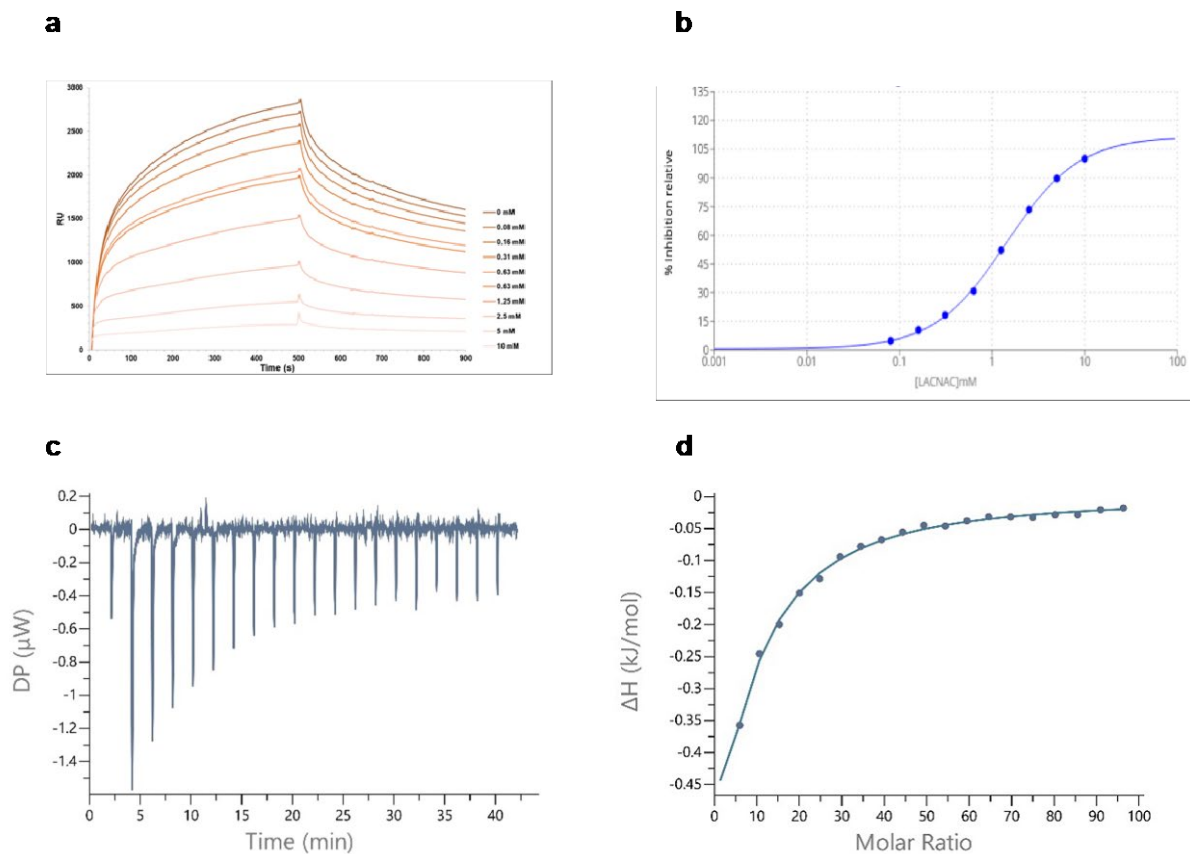 a
3000
2500
2000
1500
1000
500
0
RU
0 100 200 300 400 500 600 700 800 900
Time (s)
0 mM
0.08 mM
0.16 mM
0.31 mM
0.63 mM
0.63 mM
1.25 mM
2.5 mM
5 mM
10 mM
b
135
120
105
90
75
60
45
30
15
0
% inhibition relative
0.001 0.01 0.1 1 10 100
[LACNAC]mM
c
0.2
0
-0.2
-0.4
-0.6
-0.8
-1
-1.2
-1.4
DP (µW)
0 5 10 15 20 25 30 35 40
Time (min)
d
0
-0.05
-0.1
-0.15
-0.2
-0.25
-0.3
-0.35
-0.4
-0.45
ΔH (kJ/mol)
0 10 20 30 40 50 60 70 80 90 100
Molar Ratio